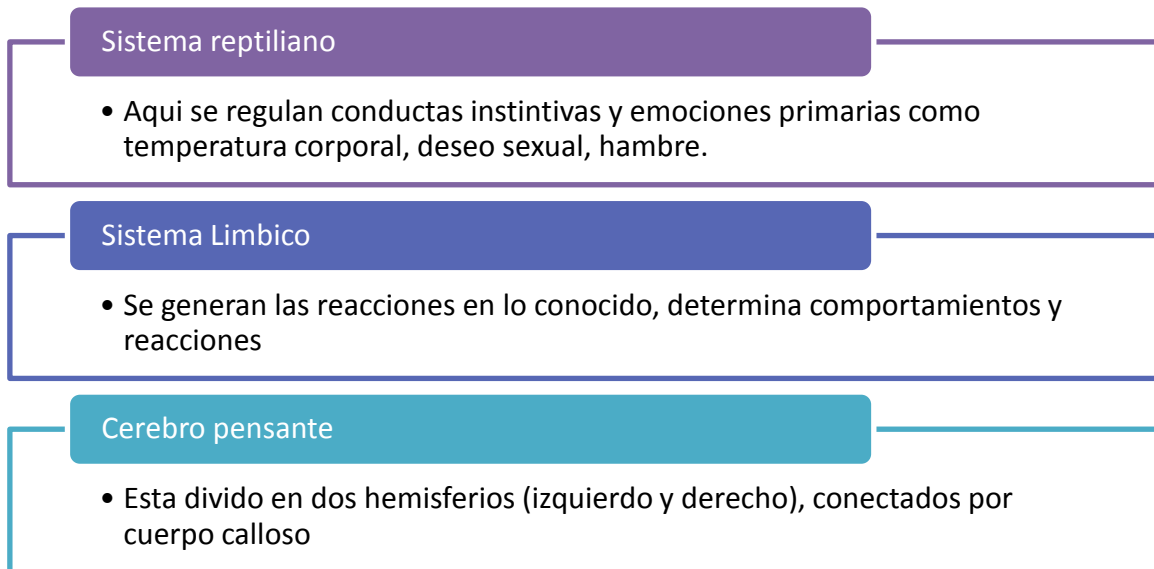 Sistema reptiliano
• Aqui se regulan conductas instintivas y emociones primarias como
temperatura corporal, deseo sexual, hambre.
Sistema Limbico
• Se generan las reacciones en lo conocido, determina comportamientos y
reacciones
Cerebro pensante
• Esta divido en dos hemisferios (izquierdo y derecho), conectados por
cuerpo calloso